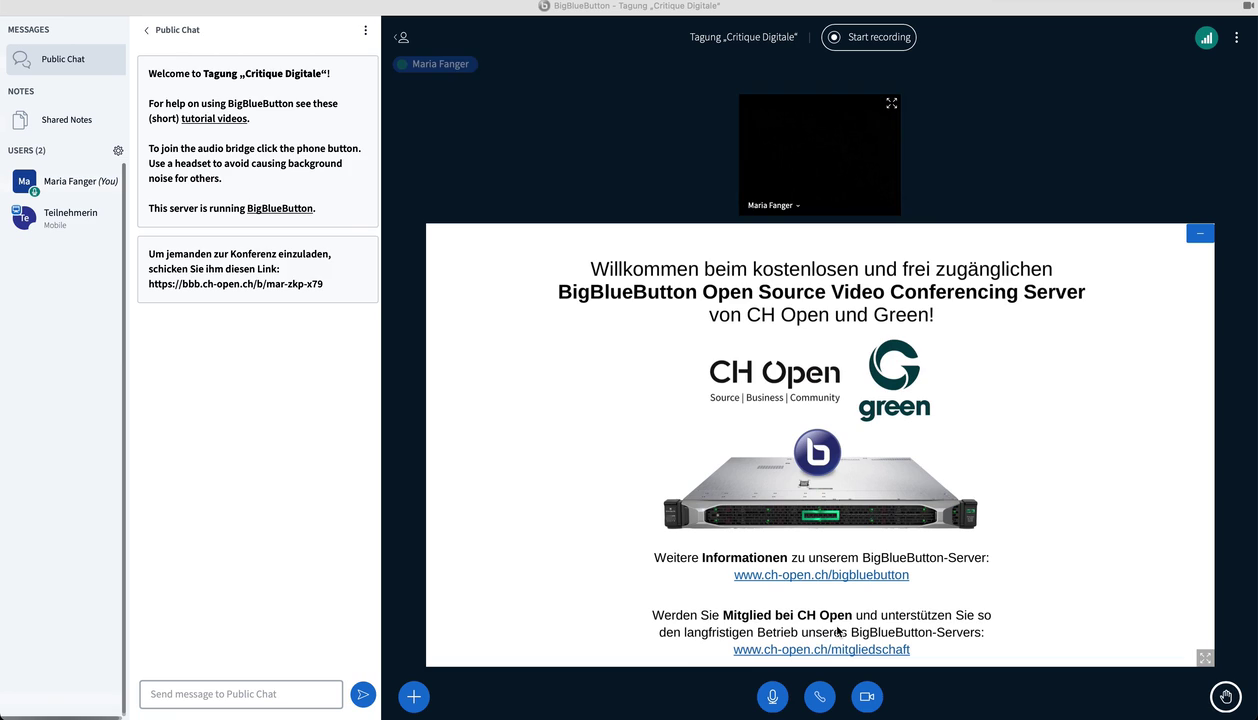 BigBlueButton - Tagung „Critique Digitale“
MESSAGES
Public Chat
NOTES
Shared Notes
USERS (2)
Ma
Maria Fanger (You)
Te
Teilnehmerin
Mobile
Public Chat
Welcome to Tagung „Critique Digitale“!
For help on using BigBlueButton see these
(short) tutorial videos.
To join the audio bridge click the phone button.
Use a headset to avoid causing background
noise for others.
This server is running BigBlueButton.
Um jemanden zur Konferenz einzuladen,
schicken Sie ihm diesen Link:
https://bbb.ch-open.ch/b/mar-zkp-x79
Send message to Public Chat
Tagung „Critique Digitale“
Start recording
Maria Fanger
Maria Fanger
Willkommen beim kostenlosen und frei zugänglichen
BigBlueButton Open Source Video Conferencing Server
von CH Open und Green!
CH Open
Source | Business | Community
green
b
Weitere Informationen zu unserem BigBlueButton-Server:
www.ch-open.ch/bigbluebutton
Werden Sie Mitglied bei CH Open und unterstützen Sie so
den langfristigen Betrieb unseres BigBlueButton-Servers:
www.ch-open.ch/mitgliedschaft